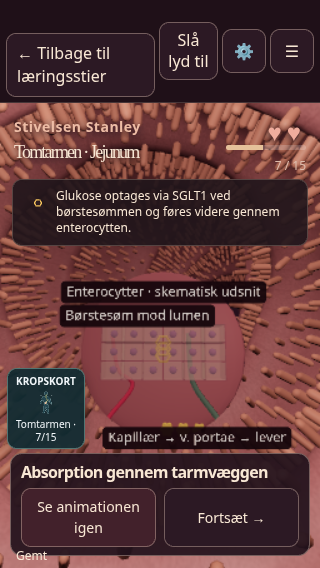 ← Tilbage til
læringsstier
Slå
lyd til
Stivelsen Stanley
Tomtarmen · Jejunum
7 / 15
Glukose optages via SGLT1 ved
børstesømmen og føres videre gennem
enterocytten.
Enterocytter · skematisk udsnit
Børstesøm mod lumen
KROPSKORT
Tomtarmen ·
7/15
Kapillær → v. portae → lever
Absorption gennem tarmvæggen
Se animationen
igen
Fortsæt →
Gemt